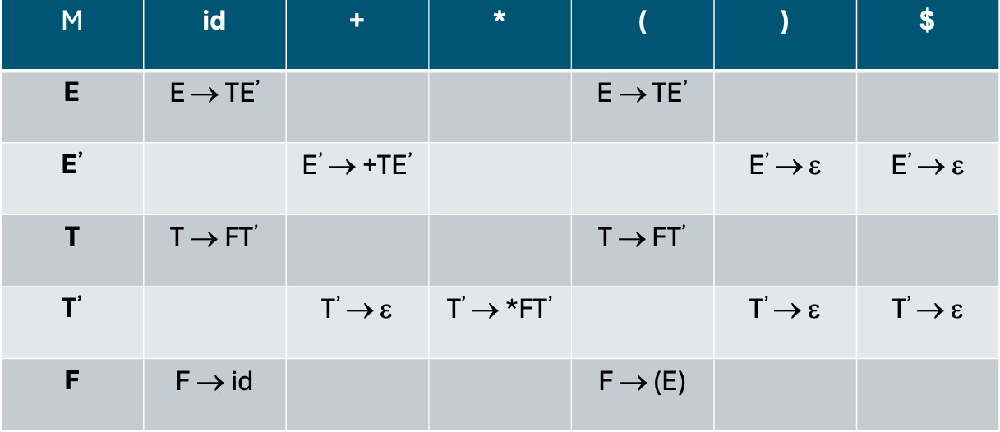 M id + * ( ) $
E E → TE’ E → TE’
E’ E’ → +TE’ E’ → ε E’ → ε
T T → FT’ T → FT’
T’ T’ → ε T’ → *FT’ T’ → ε T’ → ε
F F → id F → (E)